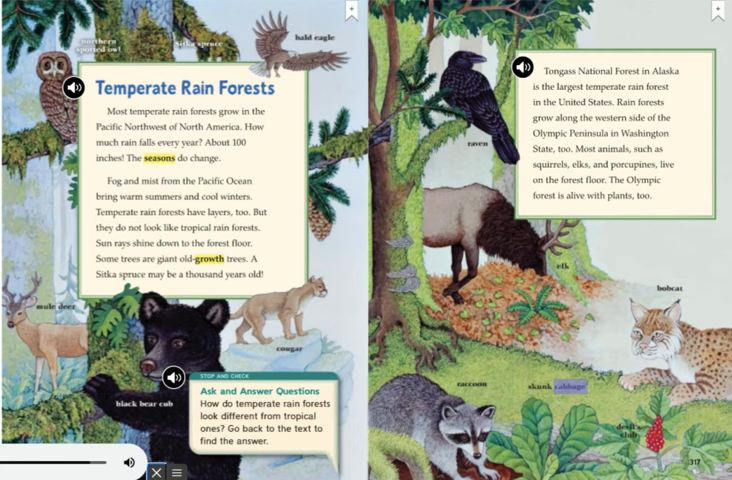 northern
spotted owl
Sitka spruce
bald eagle
Temperate Rain Forests
Most temperate rain forests grow in the
Pacific Northwest of North America. How
much rain falls every year? About 100
inches! The seasons do change.
Fog and mist from the Pacific Ocean
bring warm summers and cool winters.
Temperate rain forests have layers, too. But
they do not look like tropical rain forests.
Sun rays shine down to the forest floor.
Some trees are giant old-growth trees. A
Sitka spruce may be a thousand years old!
mule deer
cougar
black bear cub
STOP AND CHECK
Ask and Answer Questions
How do temperate rain forests
look different from tropical
ones? Go back to the text to
find the answer.
Tongass National Forest in Alaska
is the largest temperate rain forest
in the United States. Rain forests
grow along the western side of the
Olympic Peninsula in Washington
State, too. Most animals, such as
squirrels, elks, and porcupines, live
on the forest floor. The Olympic
forest is alive with plants, too.
raven
elk
bobcat
raccoon
skunk cabbage
devil's
club
317